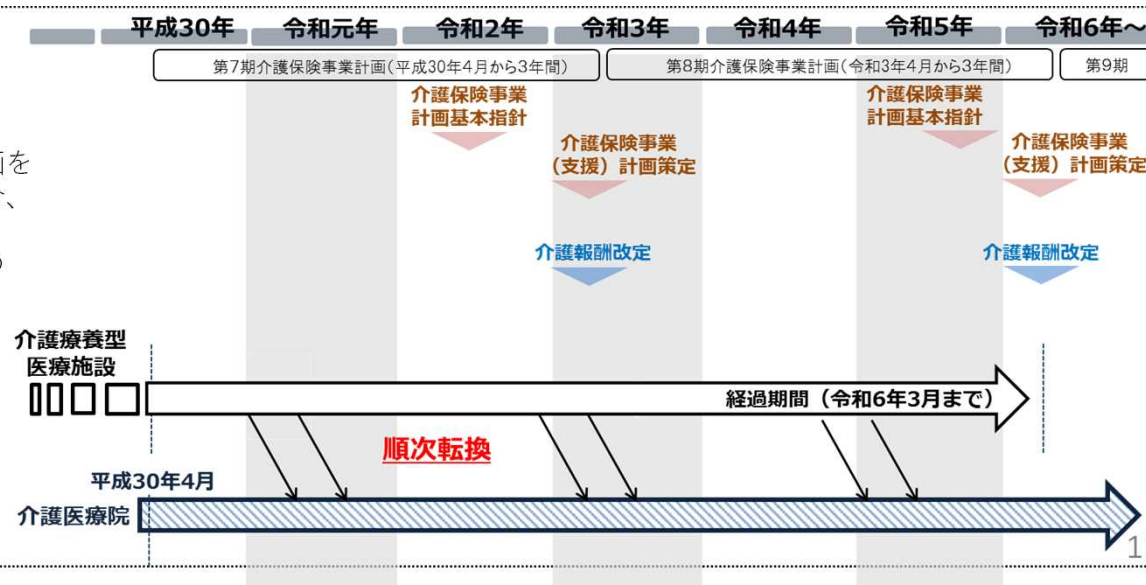 平成30年 令和元年 令和2年 令和3年 令和4年 令和5年 令和6年～
第7期介護保険事業計画(平成30年4月から3年間) 第8期介護保険事業計画(令和3年4月から3年間) 第9期
介護保険事業
計画基本指針
介護保険事業
計画基本指針
介護保険事業
（支援）計画策定
介護保険事業
（支援）計画策定
を
、
介護報酬改定
介護報酬改定
介護療養型
医療施設
経過期間（令和6年3月まで）
順次転換
平成30年4月
介護医療院
1